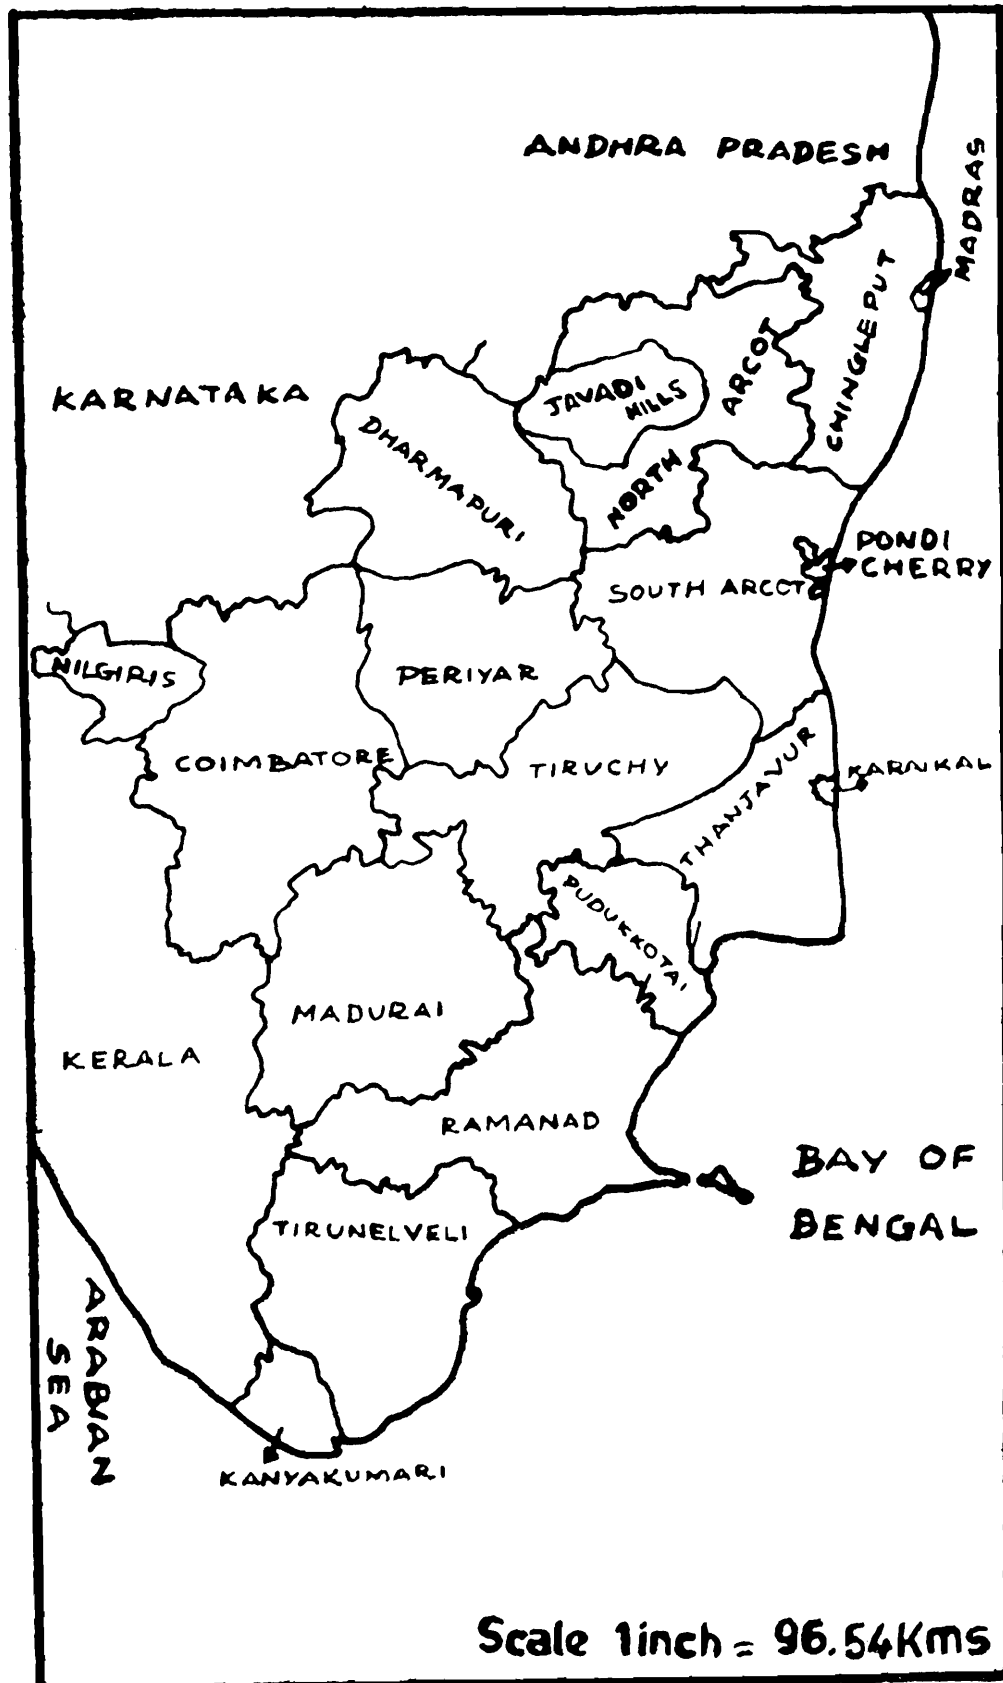 ANDHRA PRADESH
MADRAS
CHINGLEPUT
ARCOT
JAVADI
HILLS
KARNATAKA
DHARMAPURI
NORTH
PONDI
CHERRY
SOUTH ARCOT
NILGIRIS
PERIYAR
COIMBATORE
TIRUCHY
THANJAVUR
KARNKAL
PUDUKKOTAI
MADURAI
KERALA
RAMANAD
BAY OF
BENGAL
TIRUNELVELI
ARABIAN
SEA
KANYAKUMARI
Scale 1inch = 96.54Kms